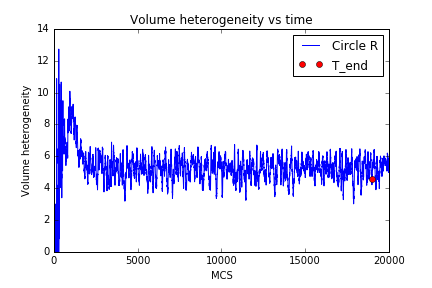 Volume heterogeneity vs time
Circle R
T_end
Volume heterogeneity
14
12
10
8
6
4
2
0
0 5000 10000 15000 20000
MCS